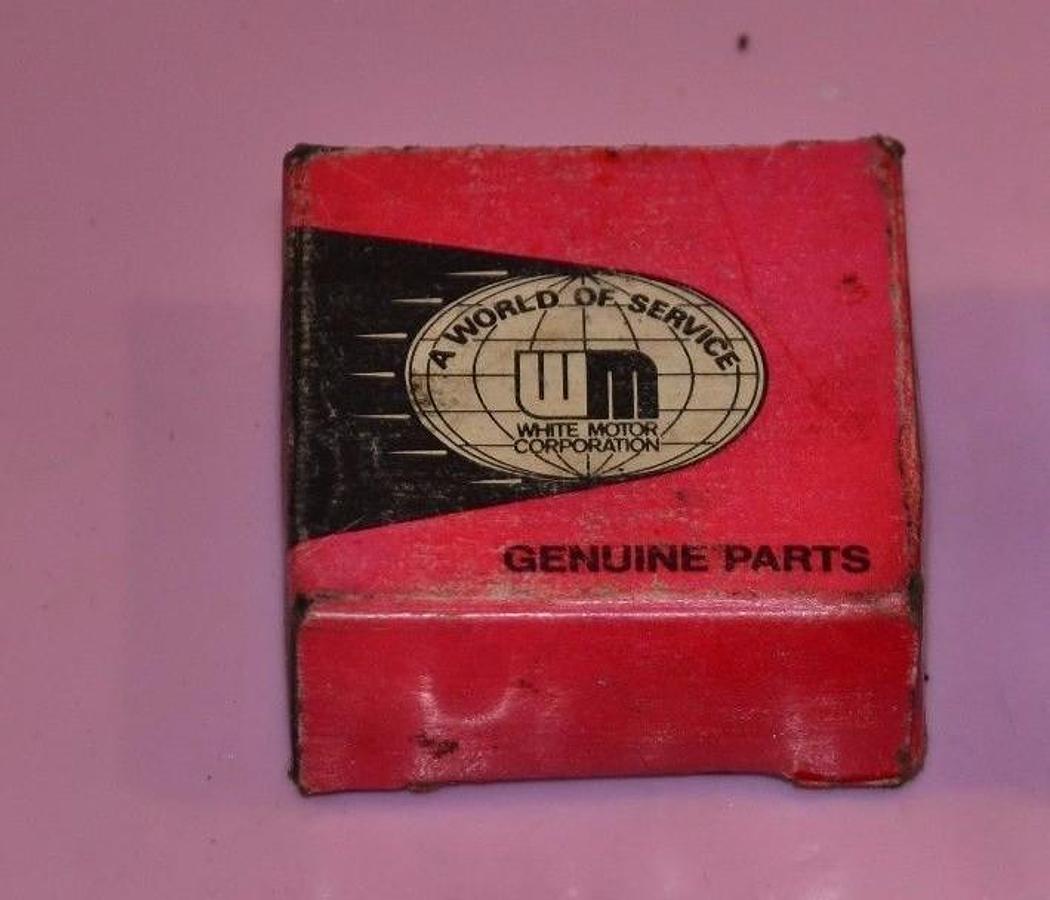 A WORLD OF SERVICE
WM
WHITE MOTOR
CORPORATION
GENUINE PARTS